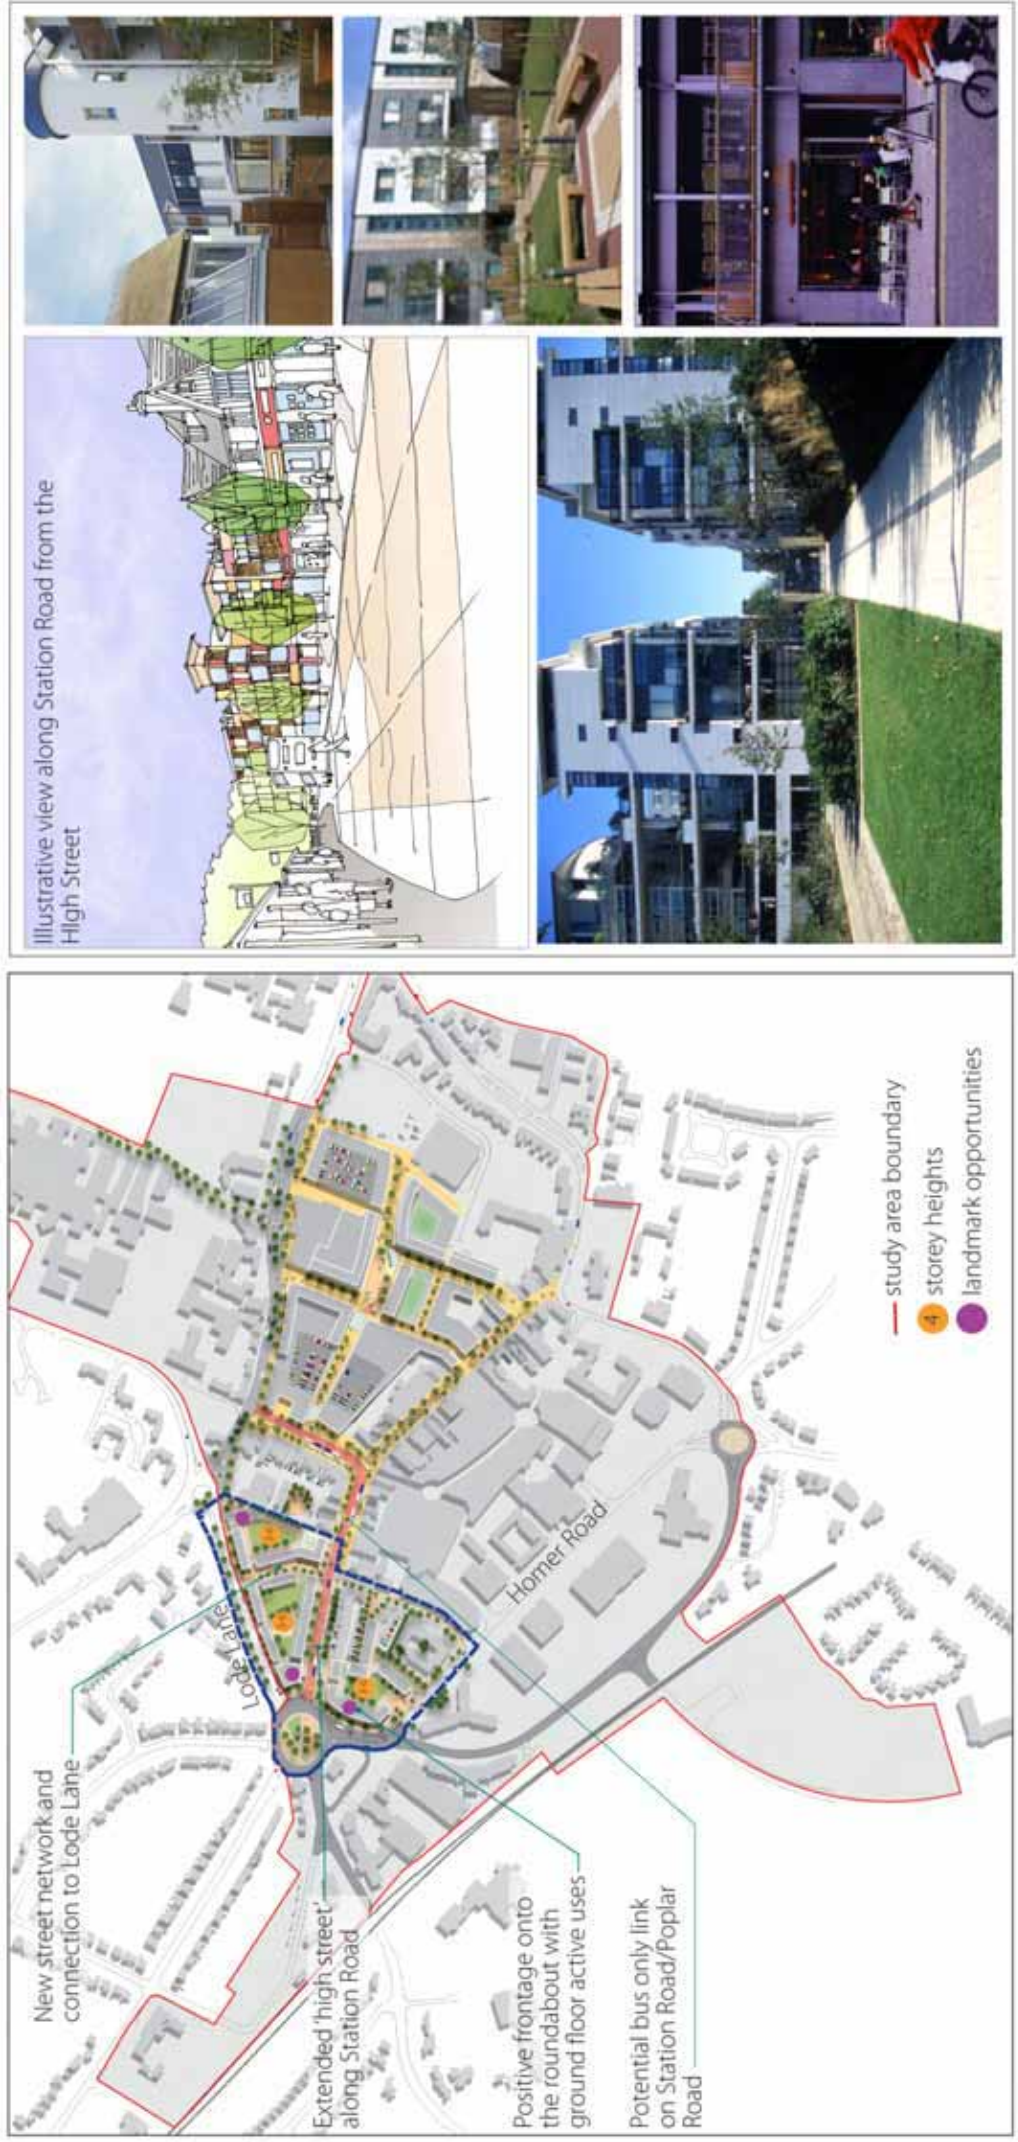 New street network and
connection to Lode Lane
Extended 'high street'
along Station Road
Positive frontage onto
the roundabout with
ground floor active uses
Potential bus only link
on Station Road/Poplar
Road
Lode Lane
Homer Road
study area boundary
4
storey heights
landmark opportunities
Illustrative view along Station Road from the
HIgh Street